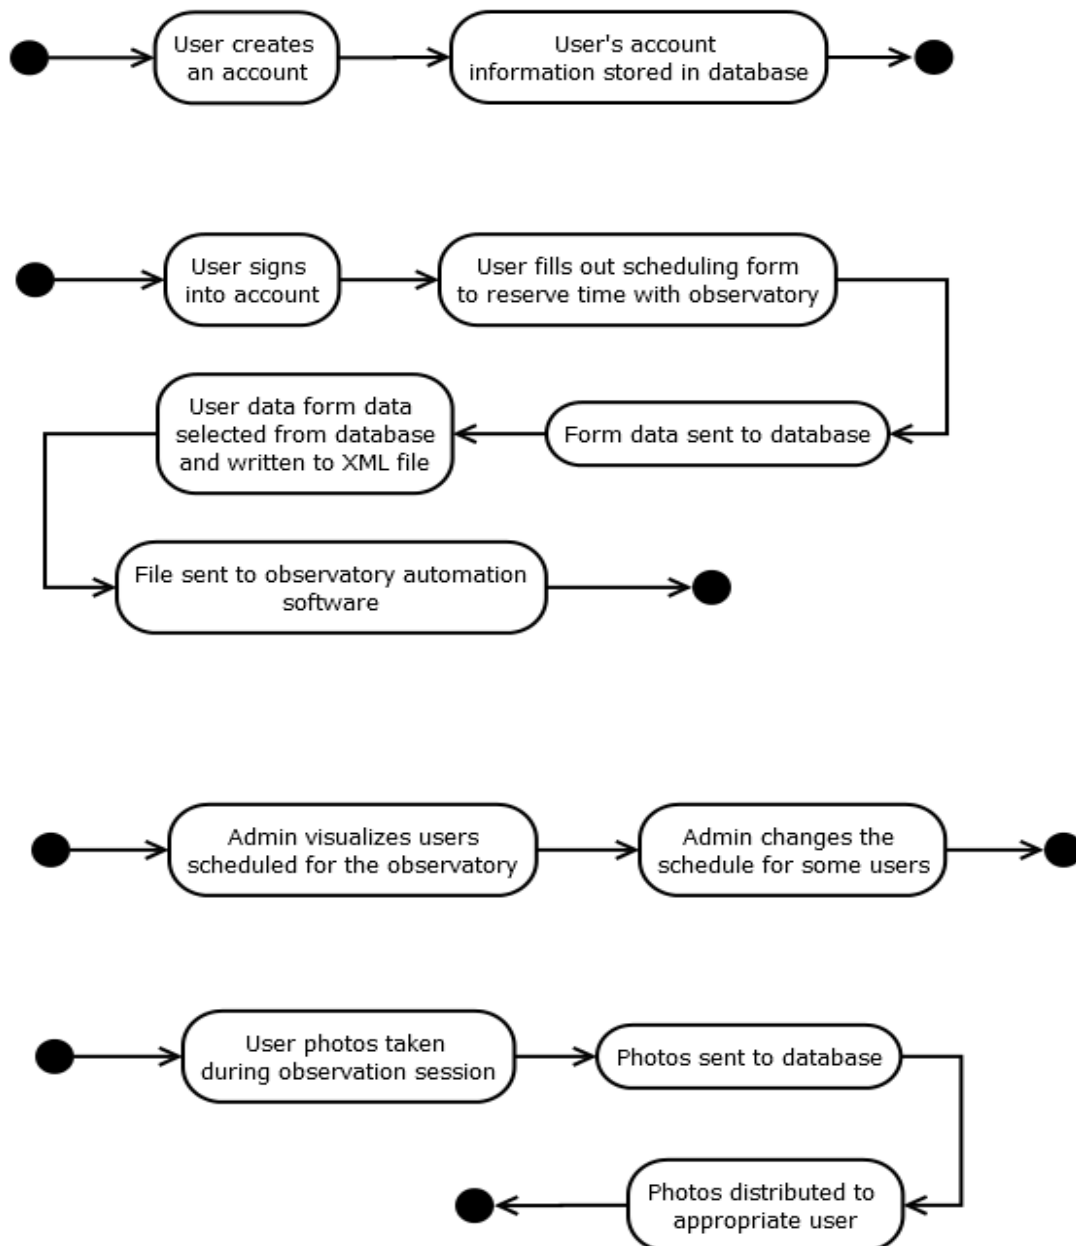 User creates
an account
User's account
information stored in database
User signs
into account
User fills out scheduling form
to reserve time with observatory
Form data sent to database
User data form data
selected from database
and written to XML file
File sent to observatory automation
software
Admin visualizes users
scheduled for the observatory
Admin changes the
schedule for some users
User photos taken
during observation session
Photos sent to database
Photos distributed to
appropriate user